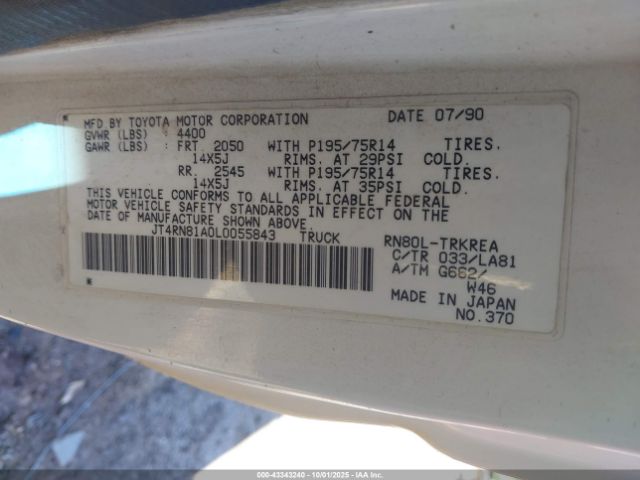 MFD BY TOYOTA MOTOR CORPORATION DATE 07/90
GVWR (LBS) : 4400
GAWR (LBS) : FRT 2050 WITH P195/75R14 TIRES.
14X5J RIMS. AT 29PSI COLD.
RR. 2545 WITH P195/75R14 TIRES.
14X5J RIMS. AT 35PSI COLD.
THIS VEHICLE CONFORMS TO ALL APPLICABLE FEDERAL
MOTOR VEHICLE SAFETY STANDARDS IN EFFECT ON THE
DATE OF MANUFACTURE SHOWN ABOVE.
JT4RN81A0L0055843 TRUCK RN80L-TRKREA
C/TR 033/LA81
A/TM G662/
W46
MADE IN JAPAN
NO.370
000-43343240 - 10/01/2025 - IAA Inc.